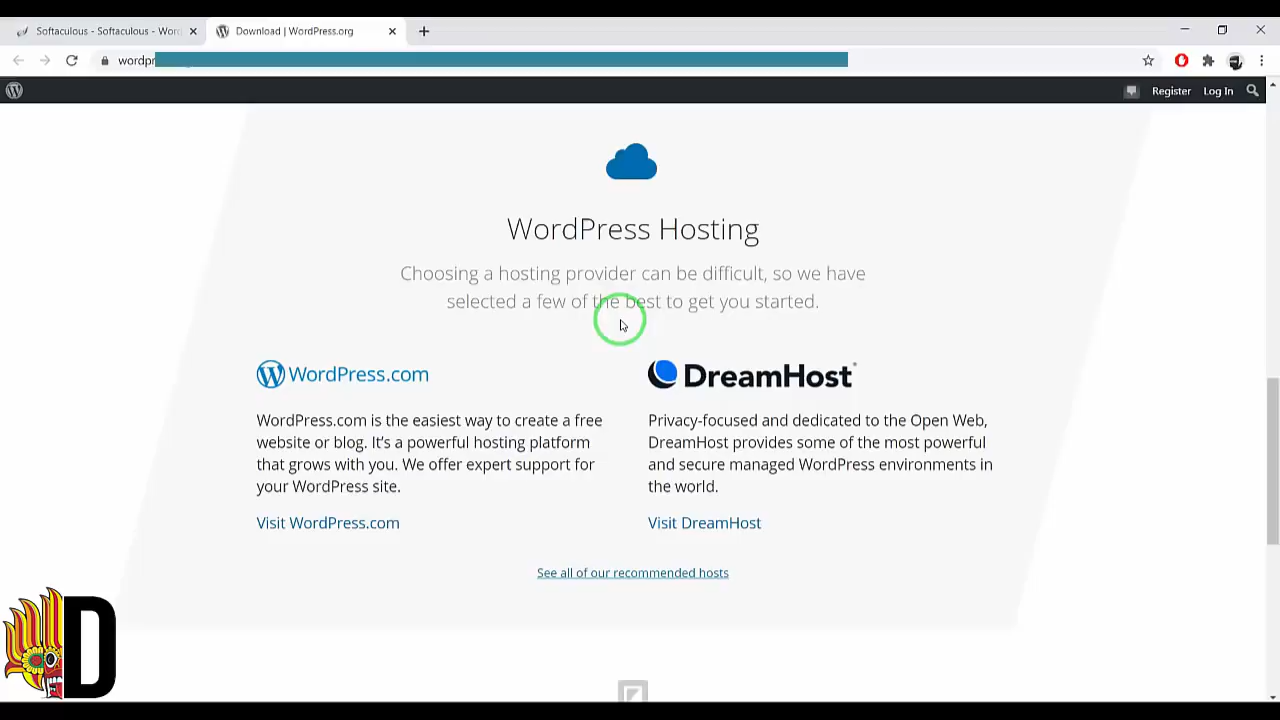 Softaculous - Softaculous - Wor
Download | WordPress.org
wordpr
Register
Log In
WordPress Hosting
Choosing a hosting provider can be difficult, so we have
selected a few of the best to get you started.
WordPress.com
WordPress.com is the easiest way to create a free
website or blog. It's a powerful hosting platform
that grows with you. We offer expert support for
your WordPress site.
Visit WordPress.com
DreamHost
Privacy-focused and dedicated to the Open Web,
DreamHost provides some of the most powerful
and secure managed WordPress environments in
the world.
Visit DreamHost
See all of our recommended hosts
D